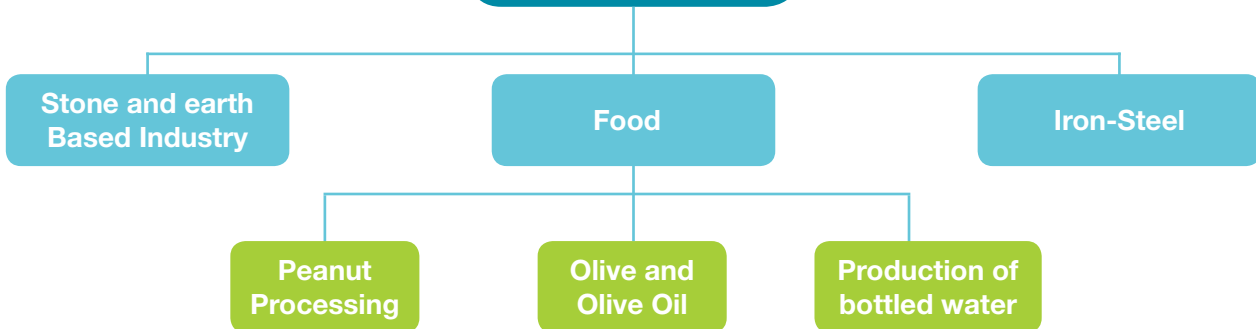 Stone and earth
Based Industry
Food
Iron-Steel
Peanut
Processing
Olive and
Olive Oil
Production of
bottled water